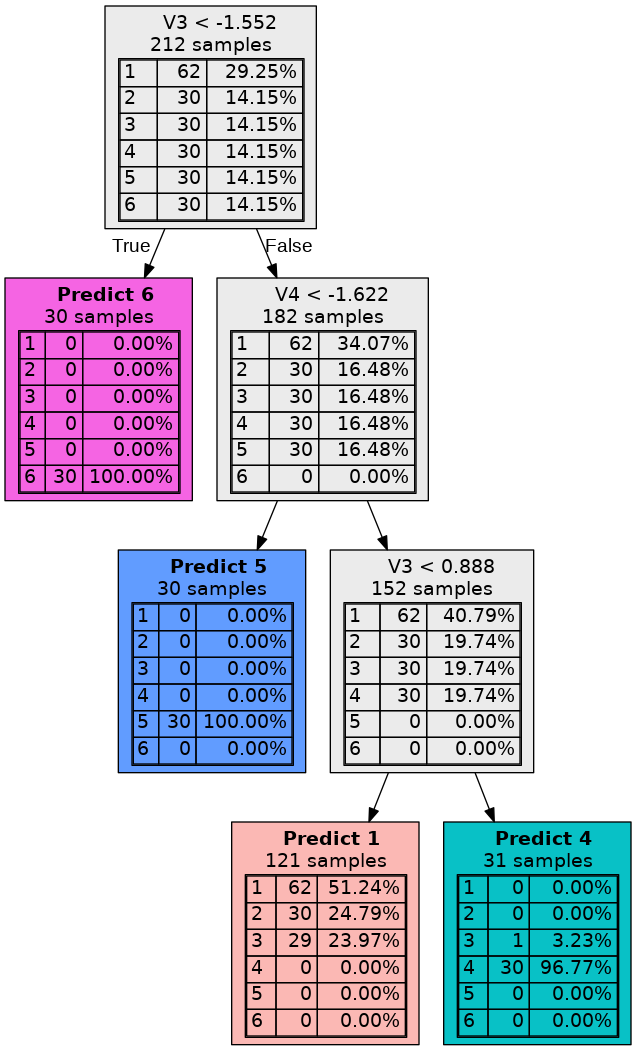 V3 < -1.552
212 samples
1 62 29.25%
2 30 14.15%
3 30 14.15%
4 30 14.15%
5 30 14.15%
6 30 14.15%
True
False
Predict 6
30 samples
1 0 0.00%
2 0 0.00%
3 0 0.00%
4 0 0.00%
5 0 0.00%
6 30 100.00%
V4 < -1.622
182 samples
1 62 34.07%
2 30 16.48%
3 30 16.48%
4 30 16.48%
5 30 16.48%
6 0 0.00%
Predict 5
30 samples
1 0 0.00%
2 0 0.00%
3 0 0.00%
4 0 0.00%
5 30 100.00%
6 0 0.00%
V3 < 0.888
152 samples
1 62 40.79%
2 30 19.74%
3 30 19.74%
4 30 19.74%
5 0 0.00%
6 0 0.00%
Predict 1
121 samples
1 62 51.24%
2 30 24.79%
3 29 23.97%
4 0 0.00%
5 0 0.00%
6 0 0.00%
Predict 4
31 samples
1 0 0.00%
2 0 0.00%
3 1 3.23%
4 30 96.77%
5 0 0.00%
6 0 0.00%